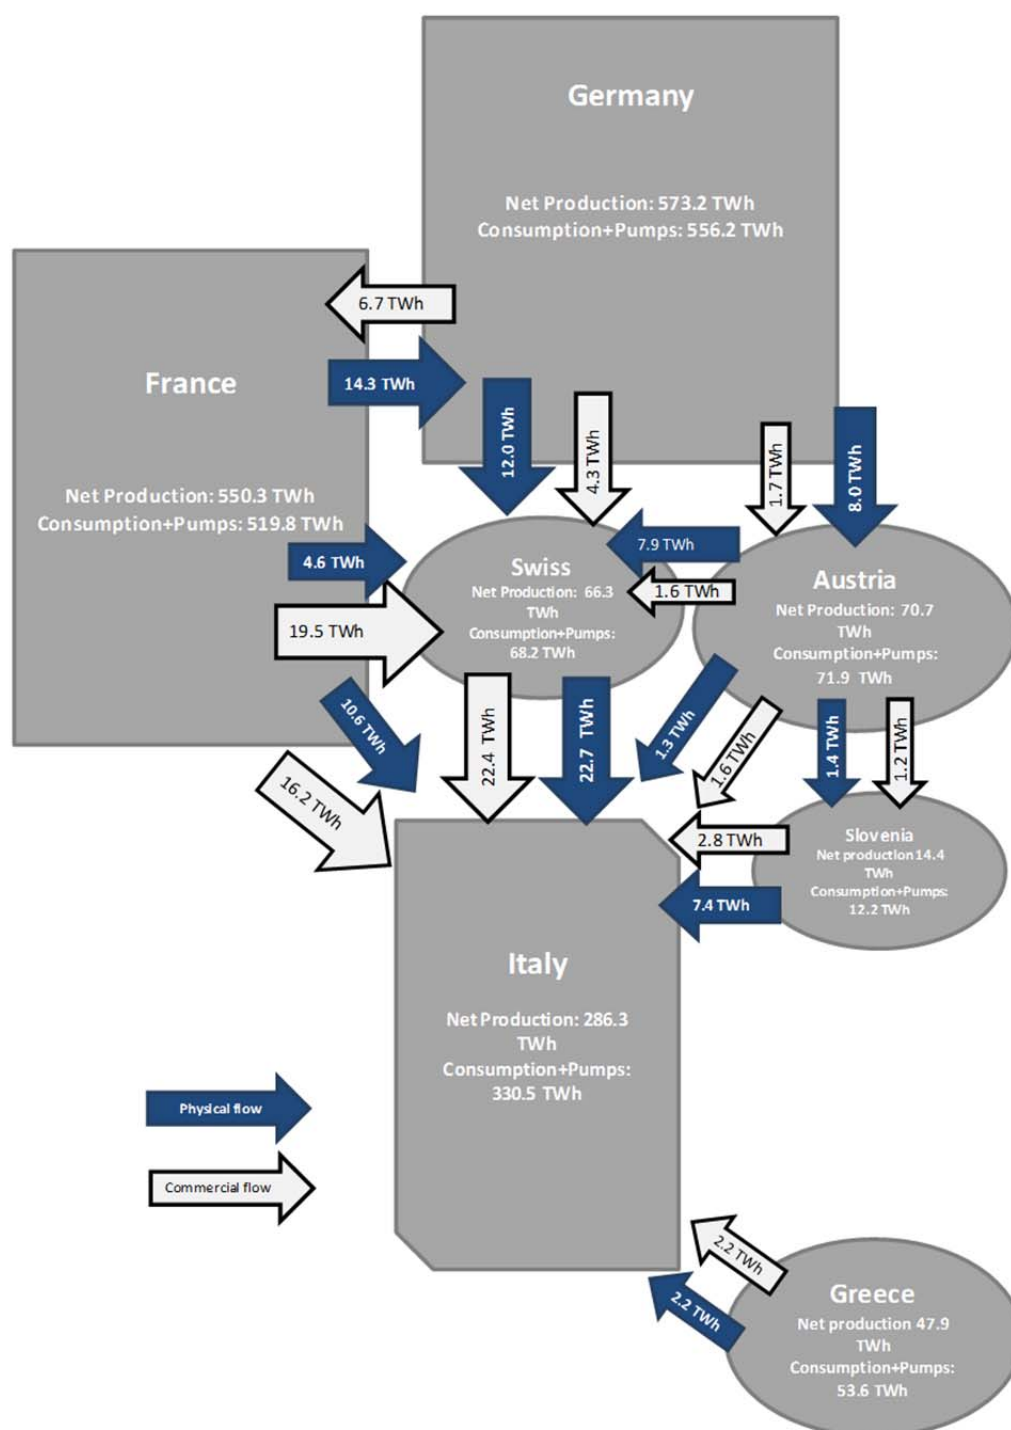 Germany
Net Production: 573.2 TWh
Consumption+Pumps: 556.2 TWh
6.7 TWh
France
14.3 TWh
12.0 TWh
4.3 TWh
1.7 TWh
8.0 TWh
Net Production: 550.3 TWh
Consumption+Pumps: 519.8 TWh
4.6 TWh
19.5 TWh
Swiss
Net Production: 66.3
TWh
Consumption+Pumps:
68.2 TWh
7.9 TWh
1.6 TWh
Austria
Net Production: 70.7
TWh
Consumption+Pumps:
71.9 TWh
10.6 TWh
16.2 TWh
22.4 TWh
22.7 TWh
1.3 TWh
1.6 TWh
1.4 TWh
1.2 TWh
2.8 TWh
7.4 TWh
Slovenia
Net production 14.4
TWh
Consumption+Pumps:
12.2 TWh
Italy
Net Production: 286.3
TWh
Consumption+Pumps:
330.5 TWh
Physical flow
Commercial flow
2.2 TWh
2.2 TWh
Greece
Net production 47.9
TWh
Consumption+Pumps:
53.6 TWh